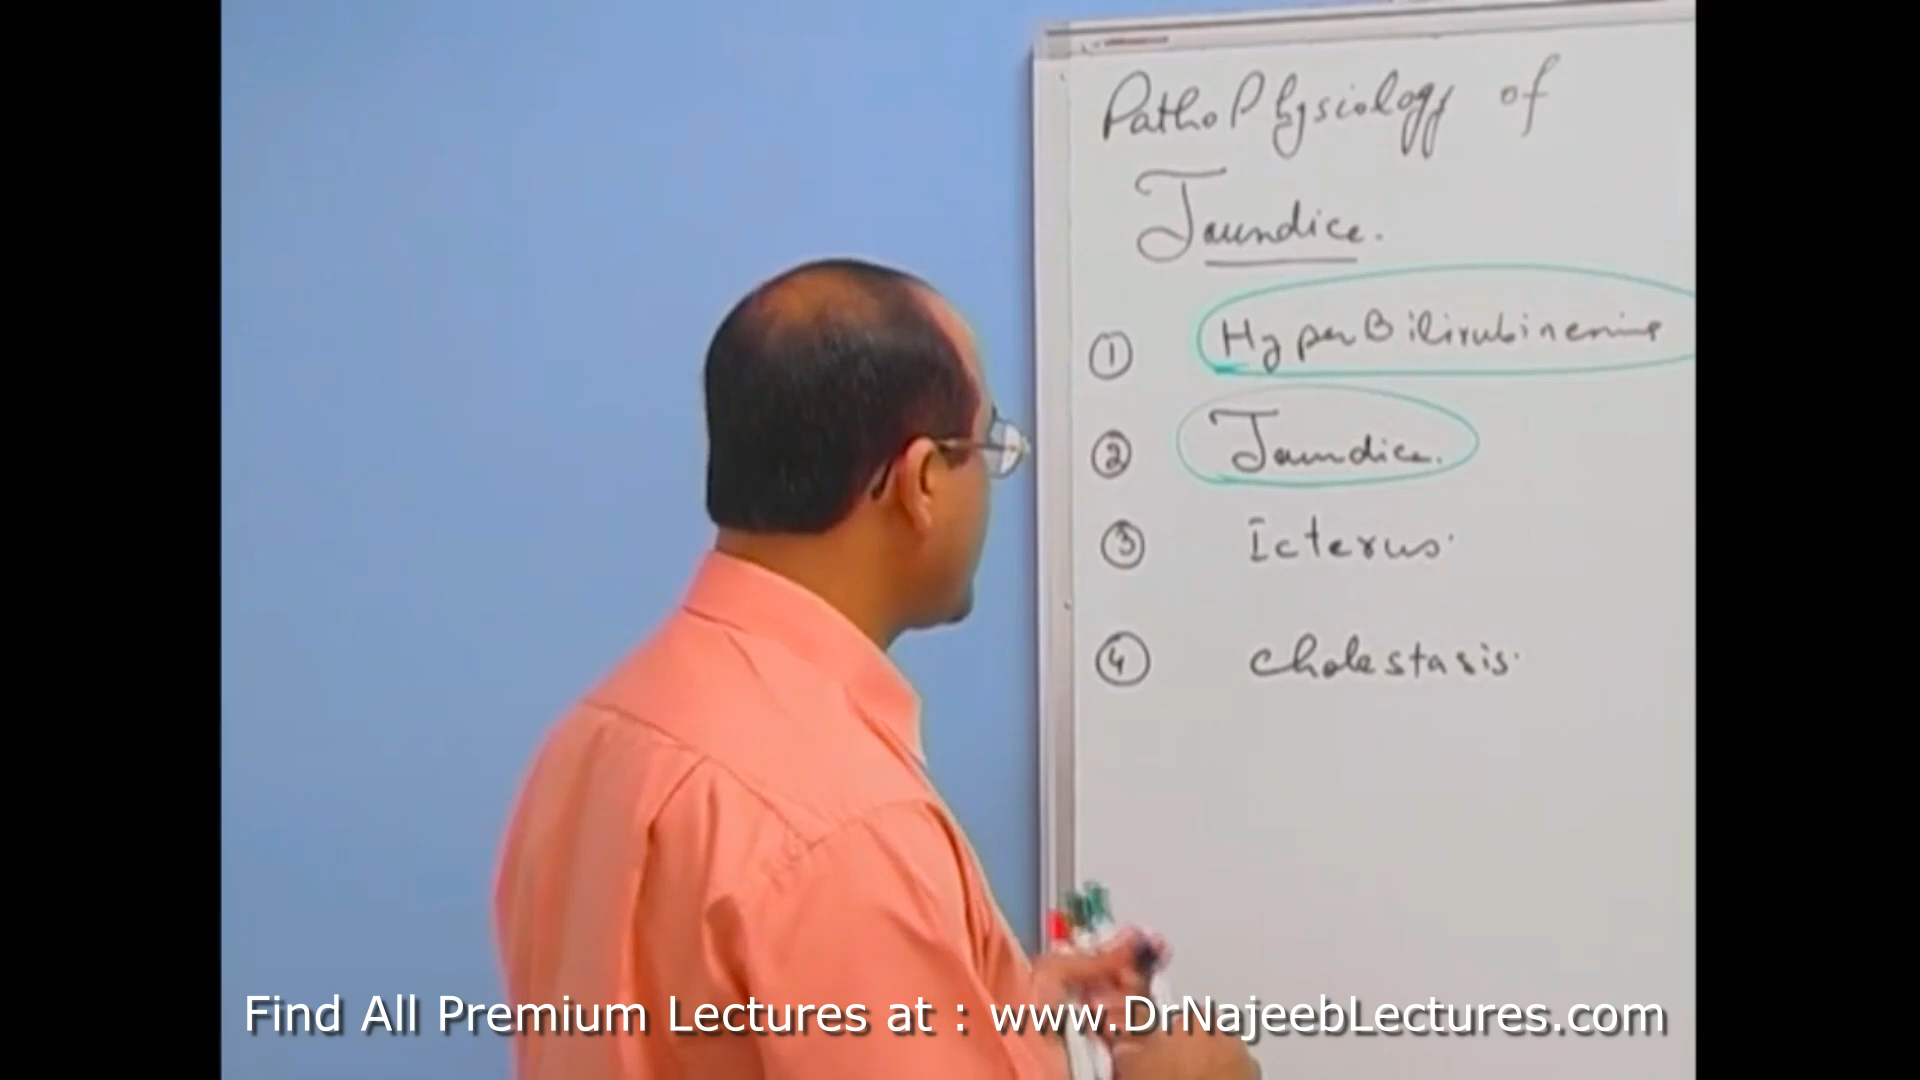 PathoPhysiology of
Jaundice.
① HyperBilirubinemia
② Jaundice.
③ Icterus.
④ cholestasis.
Find All Premium Lectures at : www.DrNajeebLectures.com